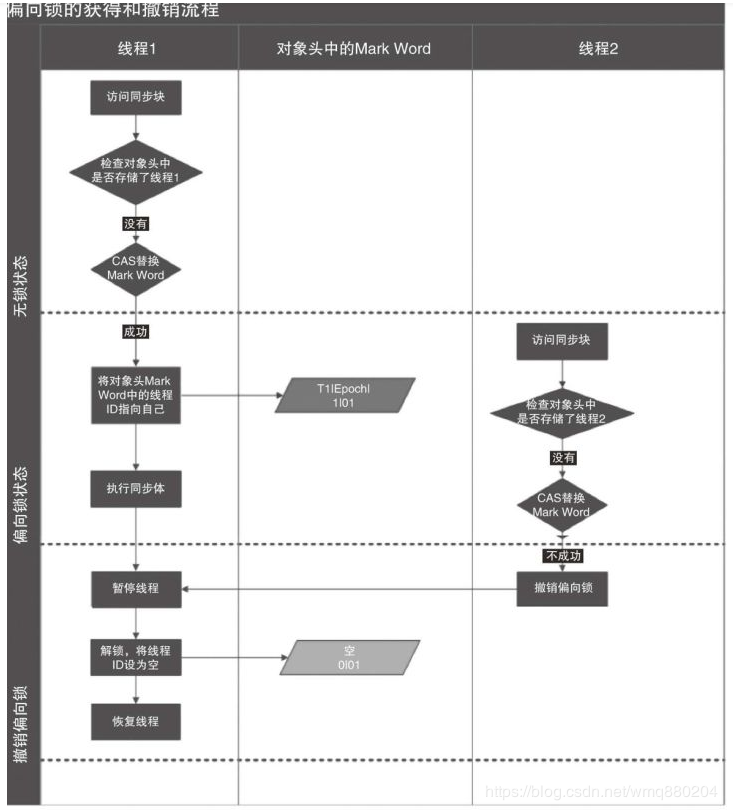 偏向锁的获得和撤销流程
线程1
对象头中的Mark Word
线程2
无锁状态
访问同步块
检查对象头中
是否存储了线程1
没有
CAS替换
Mark Word
偏向锁状态
成功
将对象头Mark
Word中的线程
ID指向自己
T1|Epoch|
1|01
执行同步体
访问同步块
检查对象头中
是否存储了线程2
没有
CAS替换
Mark Word
不成功
撤销偏向锁
撤销偏向锁
暂停线程
解锁，将线程
ID设为空
空
0|01
恢复线程
https://blog.csdn.net/wmq880204